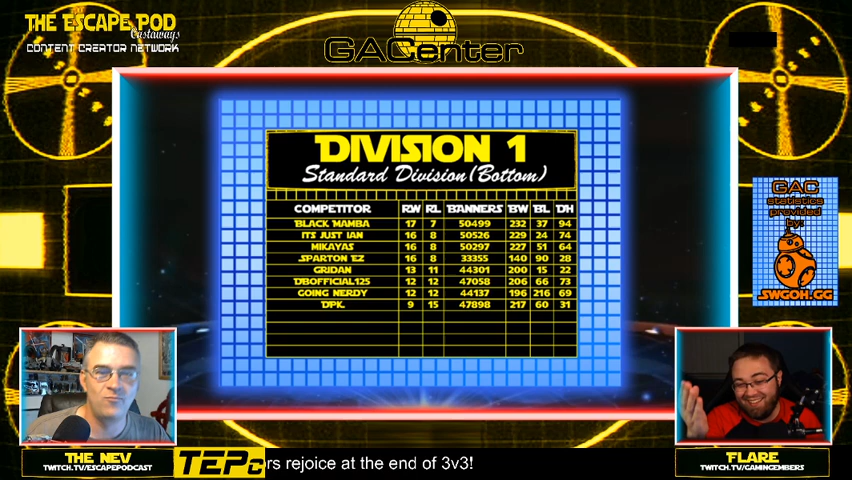 THE ESCAPE POD
Castaways
CONTENT CREATOR NETWORK
GACenter
DIVISION 1
Standard Division (Bottom)
COMPETITOR RW RL BANNERS BW BL DH
BLACK MAMBA 17 7 50499 232 37 94
ITS JUST IAN 16 8 50526 229 24 74
MIKAYAS 16 8 50297 227 51 64
SPARTON EZ 16 8 33355 140 90 28
GRIDAN 13 11 44301 200 15 22
DBOFFICIAL125 12 12 47058 206 66 73
GOING NERDY 12 12 44137 196 216 69
DPK 9 15 47898 217 60 31
GAC
statistics
provided
by:
SWGOH.GG
THE NEV
TWITCH.TV/ESCAPEPODCAST
TEPC
rs rejoice at the end of 3v3!
FLARE
TWITCH.TV/GAMINGEMBERS